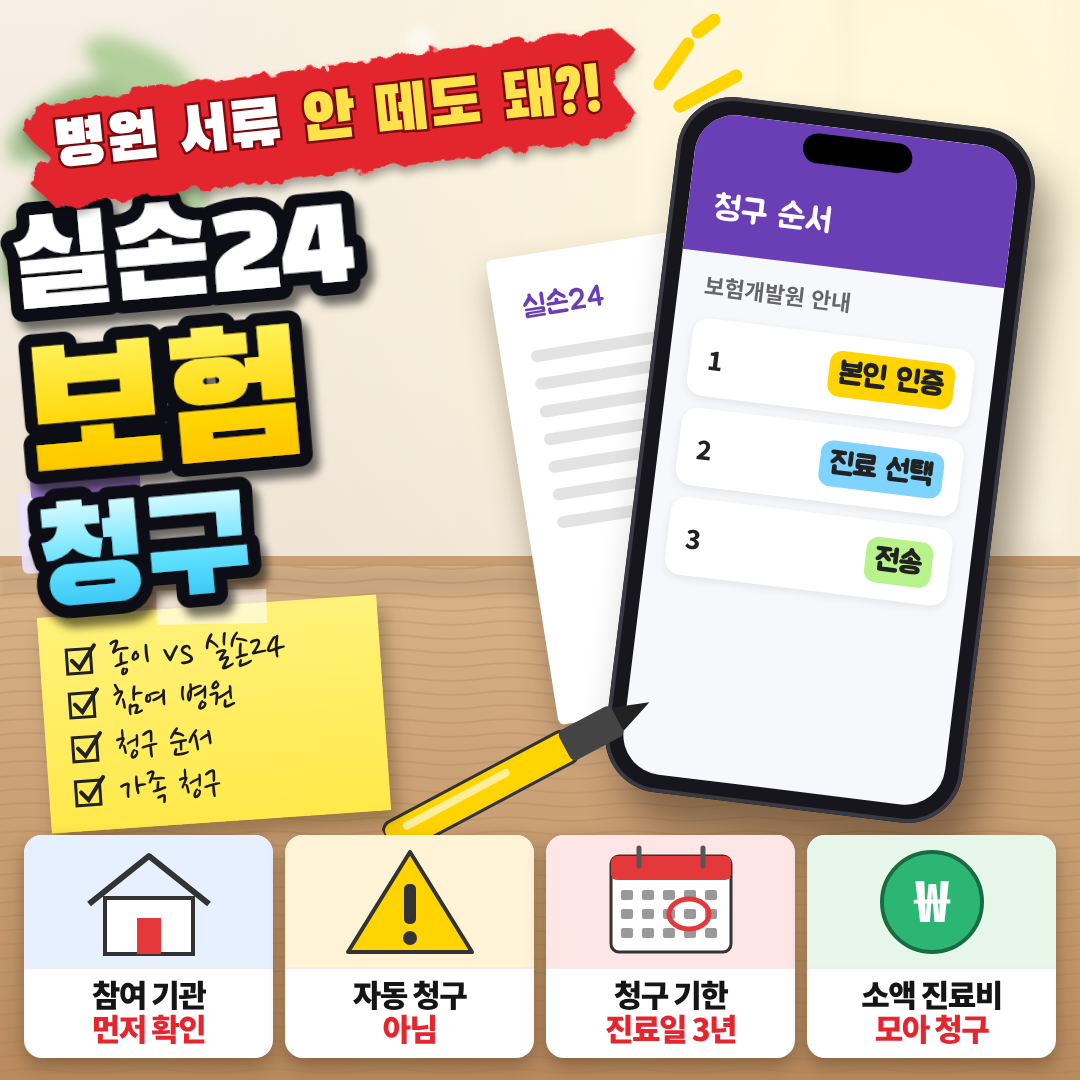 병원 서류 안 떼도 돼?!
실손24
보험
청구
실손24
청구 순서
보험개발원 안내
1 본인 인증
2 진료 선택
3 전송
종이 vs 실손24
참여 병원
청구 순서
가족 청구
참여 기관
먼저 확인
자동 청구
아님
청구 기한
진료일 3년
₩
소액 진료비
모아 청구